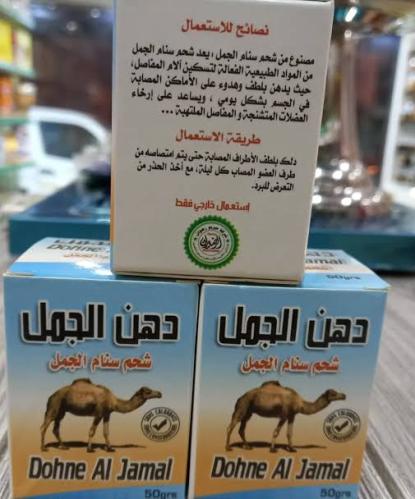 نصائح للاستعمال
مصنوع من شحم سنام الجمل، يعد شحم سنام الجمل
من المواد الطبيعية الفعالة لتسكين آلام المفاصل،
حيث يدهن بلطف وهدوء على الأماكن المصابة
في الجسم بشكل يومي، ويساعد على إرخاء
العضلات المتشنجة والمفاصل الملتهبة ...
طريقة الاستعمال
دلك بلطف الأطراف المصابة حتى يتم امتصاصه من
طرف العضو المصاب كل ليلة، مع أخذ الحذر من
التعرض للبرد.
إستعمال خارجي فقط
دهن الجمل
شحم سنام الجمل
Dohne Al Jamal
50grs
دهن الجمل
شحم سنام الجمل
Dohne Al Jamal
50grs
50grs